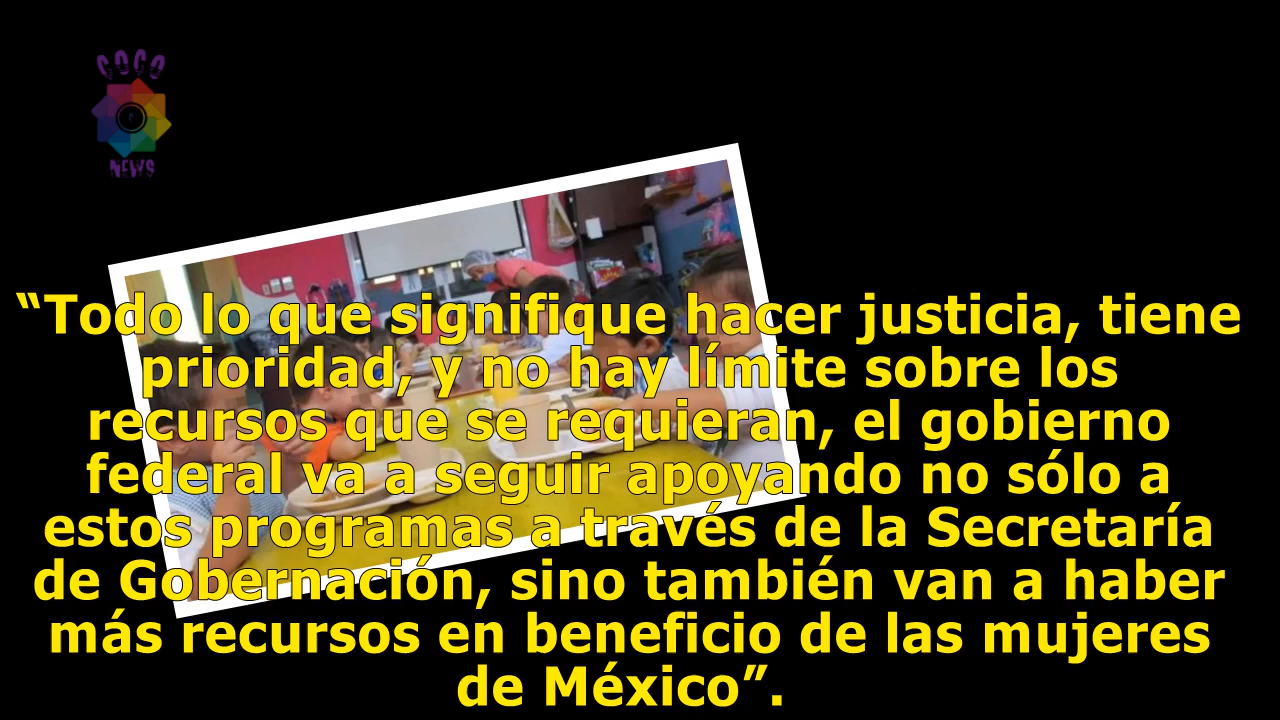 COCO
NEWS
“Todo lo que signifique hacer justicia, tiene
prioridad, y no hay límite sobre los
recursos que se requieran, el gobierno
federal va a seguir apoyando no sólo a
estos programas a través de la Secretaría
de Gobernación, sino también van a haber
más recursos en beneficio de las mujeres
de México”.